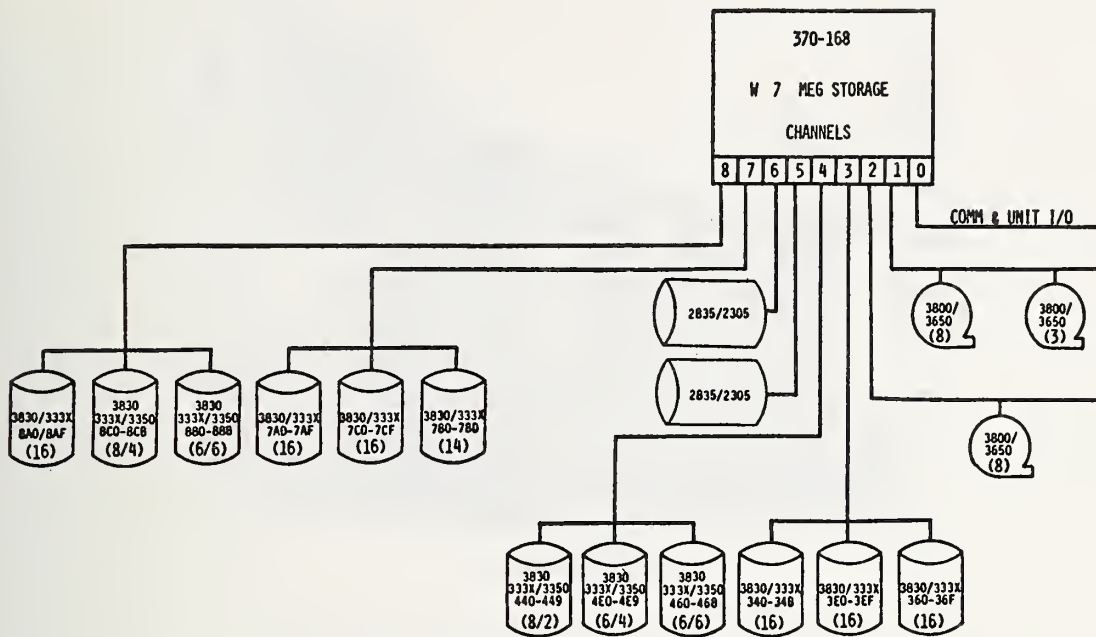 370-168
W 7 MEG STORAGE
CHANNELS
8 7 6 5 4 3 2 1 0
COMM & UNIT I/O
2835/2305
3800/
3650
(8)
3800/
3650
(3)
2835/2305
3800/
3650
(8)
3830/333X
8A0/8AF
(16)
3830
333X/3350
8C0-8CB
(8/4)
3830
333X/3350
880-88B
(6/6)
3830/333X
7A0-7AF
(16)
3830/333X
7C0-7CF
(16)
3830/333X
780-78D
(14)
3830
333X/3350
440-449
(8/2)
3830
333X/3350
4E0-4E9
(6/4)
3830
333X/3350
460-468
(6/6)
3830/333X
340-34B
(16)
3830/333X
3E0-3EF
(16)
3830/333X
360-36F
(16)